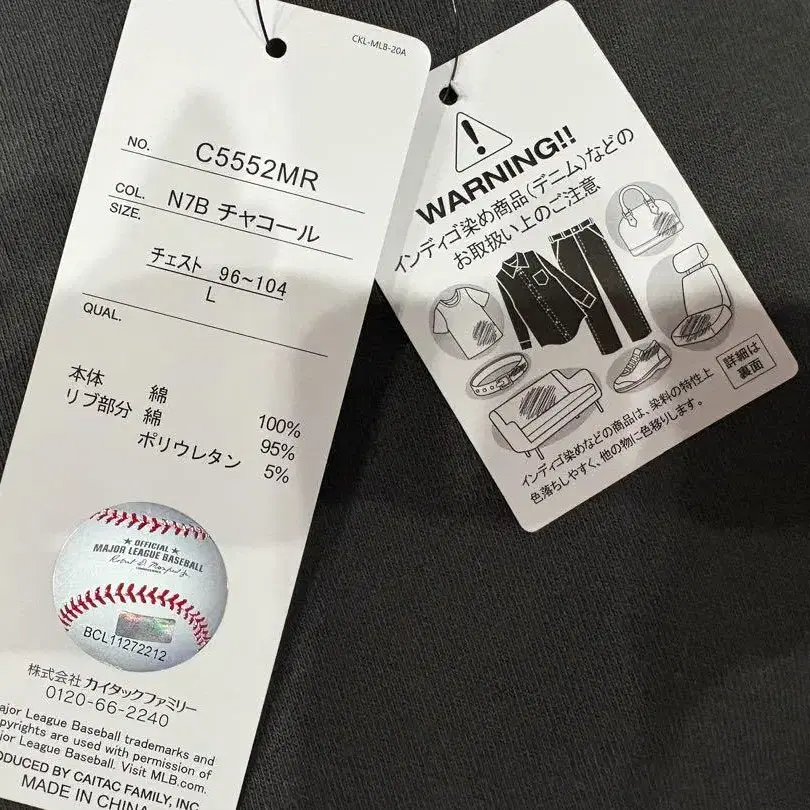 CKL-MLB-20A
NO. C5552MR
COL. N7B チャコール
SIZE.
チェスト 96~104
L
QUAL.
本体 綿 100%
リブ部分 綿 95%
ポリウレタン 5%
★ OFFICIAL ★
MAJOR LEAGUE BASEBALL
BCL11272212
株式会社カイタックファミリー
0120-66-2240
ajor League Baseball trademarks and
pyrights are used with permission of
jor League Baseball. Visit MLB.com.
ODUCED BY CAITAC FAMILY, INC.
MADE IN CHINA
!
WARNING!!
インディゴ染め商品(デニム)などの
お取扱い上のご注意
インディゴ染めなどの商品は、染料の特性上
色落ちしやすく、他の物に色移りします。
詳細は
裏面